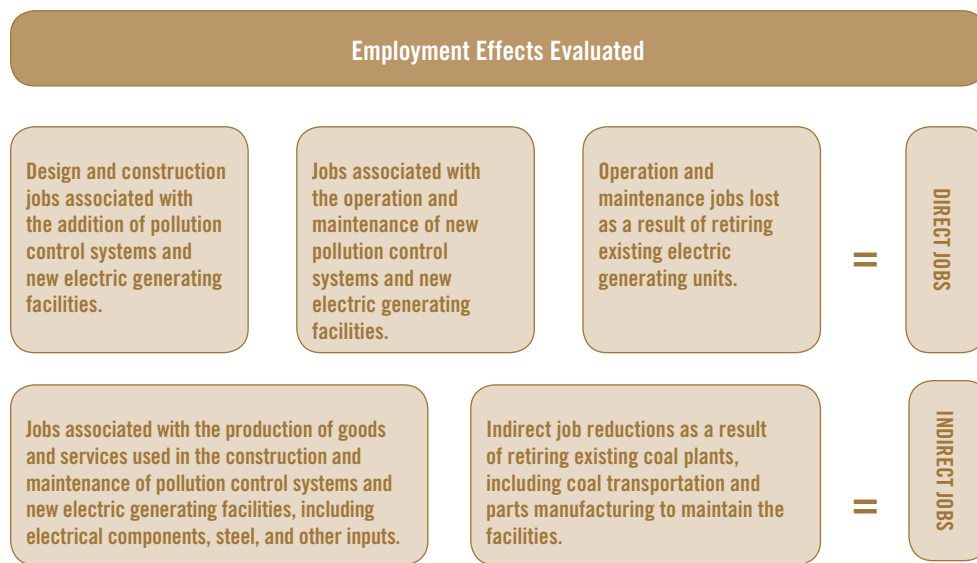 Employment Effects Evaluated
Design and construction
jobs associated with
the addition of pollution
control systems and
new electric generating
facilities.
Jobs associated with
the operation and
maintenance of new
pollution control
systems and new
electric generating
facilities.
Operation and
maintenance jobs lost
as a result of retiring
existing electric
generating units.
=
DIRECT JOBS
Jobs associated with the production of goods
and services used in the construction and
maintenance of pollution control systems and
new electric generating facilities, including
electrical components, steel, and other inputs.
Indirect job reductions as a result
of retiring existing coal plants,
including coal transportation and
parts manufacturing to maintain the
facilities.
=
INDIRECT JOBS